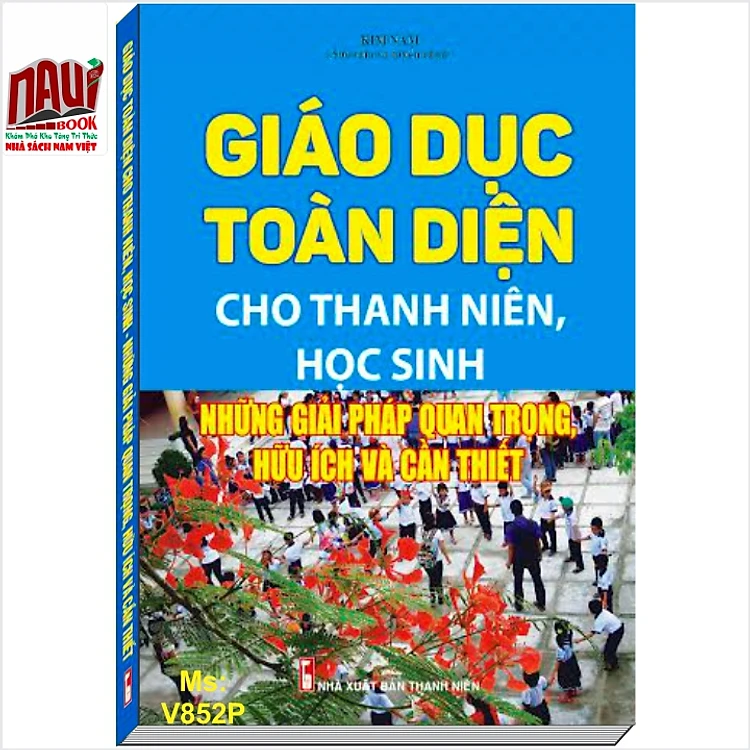 NAVI
BOOK
Khám Phá Kho Tàng Tri Thức
NHÀ SÁCH NAM VIỆT
KIM NAM
GIÁO DỤC
TOÀN DIỆN
CHO THANH NIÊN,
HỌC SINH
NHỮNG GIẢI PHÁP QUAN TRỌNG,
HỮU ÍCH VÀ CẦN THIẾT
NHÀ XUẤT BẢN THANH NIÊN
Ms:
V852P
GIÁO DỤC TOÀN DIỆN CHO THANH NIÊN, HỌC SINH - NHỮNG GIẢI PHÁP QUAN TRỌNG, HỮU ÍCH VÀ CẦN THIẾT